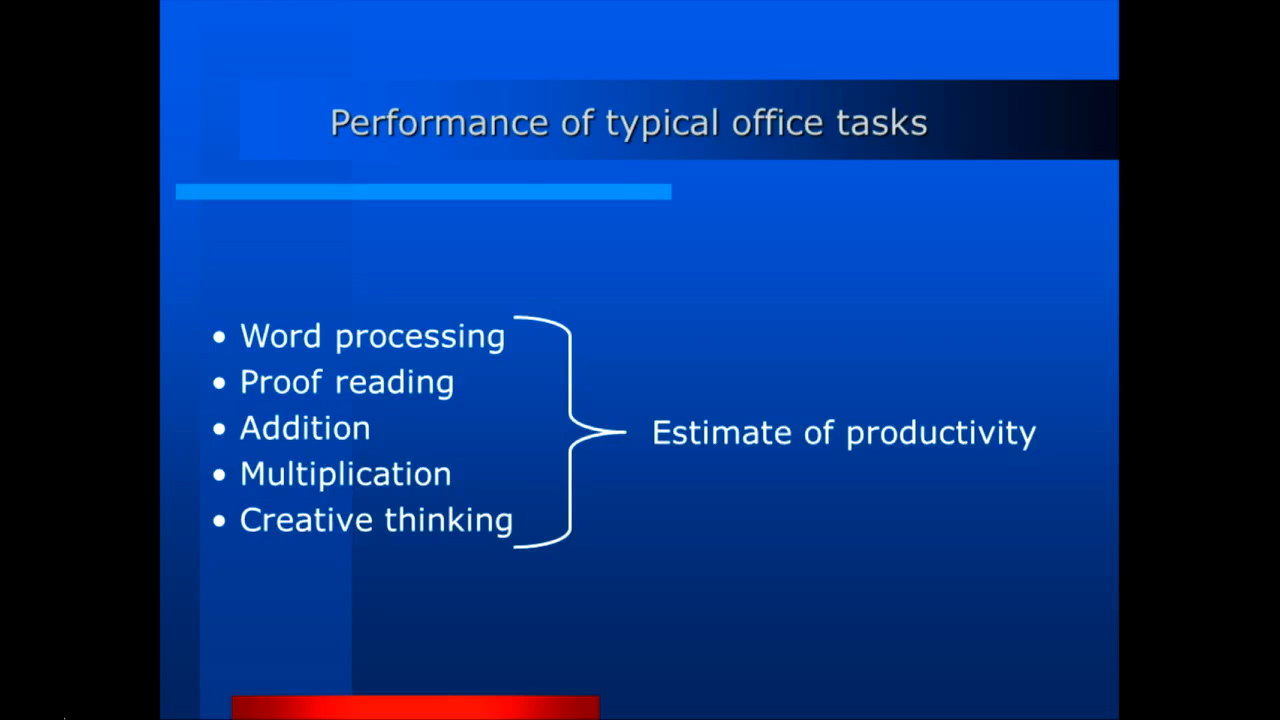 Performance of typical office tasks
• Word processing
• Proof reading
• Addition
• Multiplication
• Creative thinking
Estimate of productivity